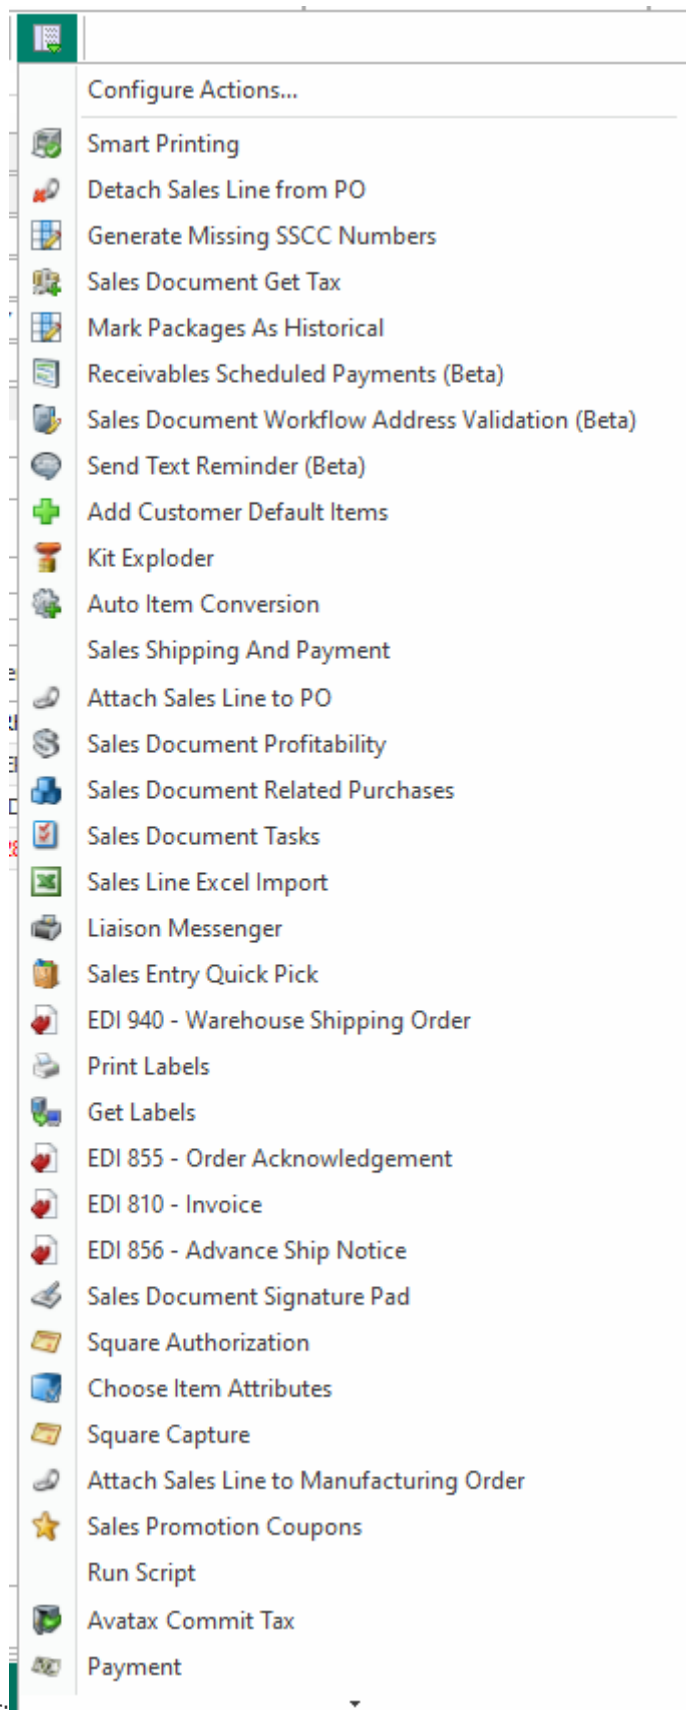 Configure Actions...
Smart Printing
Detach Sales Line from PO
Generate Missing SSCC Numbers
Sales Document Get Tax
Mark Packages As Historical
Receivables Scheduled Payments (Beta)
Sales Document Workflow Address Validation (Beta)
Send Text Reminder (Beta)
Add Customer Default Items
Kit Exploder
Auto Item Conversion
Sales Shipping And Payment
Attach Sales Line to PO
Sales Document Profitability
Sales Document Related Purchases
Sales Document Tasks
Sales Line Excel Import
Liaison Messenger
Sales Entry Quick Pick
EDI 940 - Warehouse Shipping Order
Print Labels
Get Labels
EDI 855 - Order Acknowledgement
EDI 810 - Invoice
EDI 856 - Advance Ship Notice
Sales Document Signature Pad
Square Authorization
Choose Item Attributes
Square Capture
Attach Sales Line to Manufacturing Order
Sales Promotion Coupons
Run Script
Avatax Commit Tax
Payment